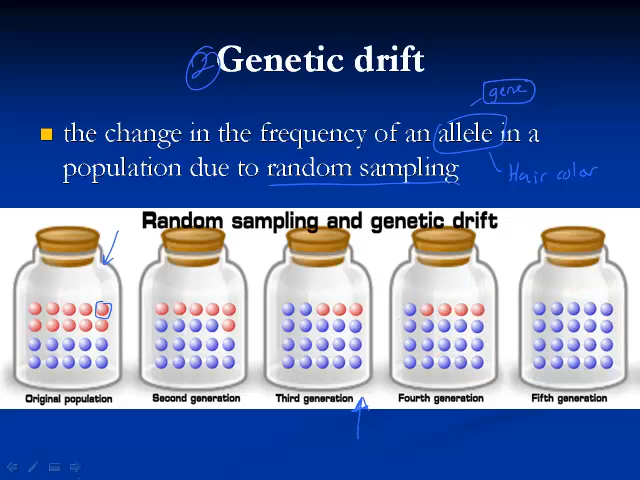 2 Genetic drift
gene
the change in the frequency of an allele in a
population due to random sampling
Hair color
Random sampling and genetic drift
Original population
Second generation
Third generation
Fourth generation
Fifth generation